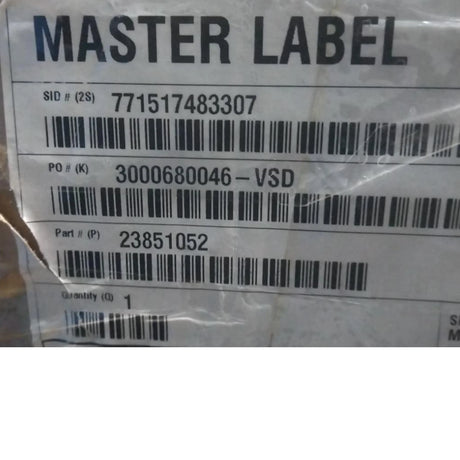 MASTER LABEL
SID # (2S) 771517483307
PO # (K) 3000680046-VSD
Part # (P) 23851052
Quantity (Q) 1